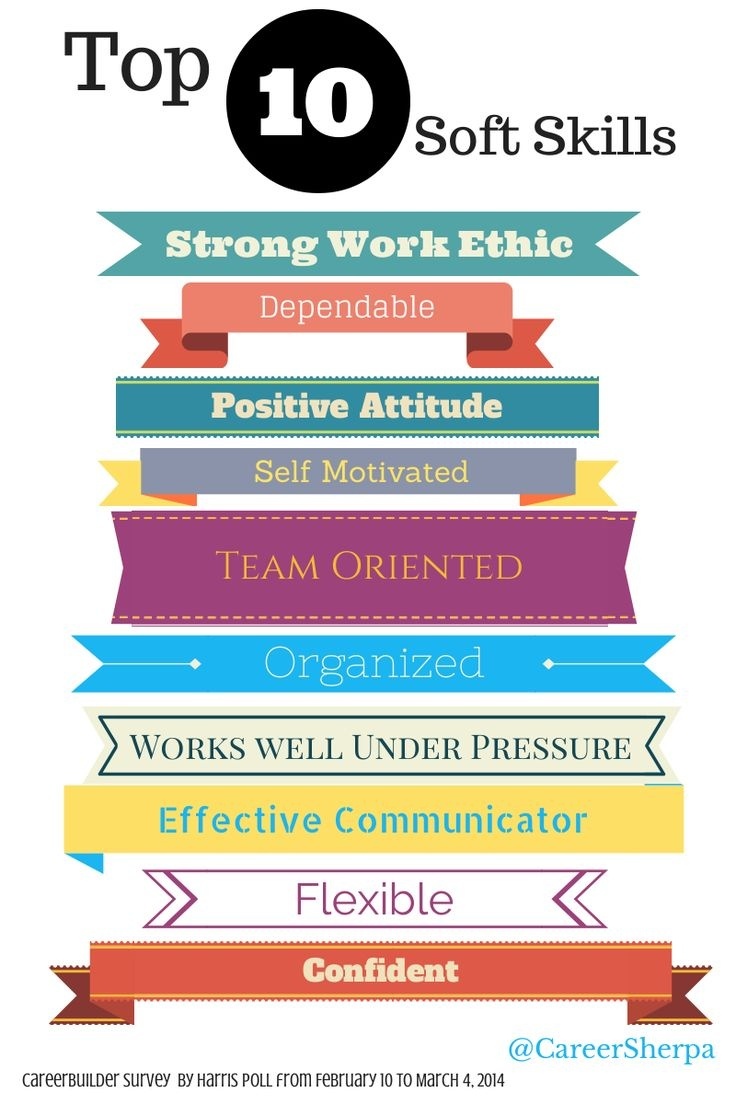 Top 10 Soft Skills
Strong Work Ethic
Dependable
Positive Attitude
Self Motivated
TEAM ORIENTED
Organized
WORKS WELL UNDER PRESSURE
Effective Communicator
Flexible
Confident
@CareerSherpa
CareerBuilder survey by Harris Poll from February 10 to March 4, 2014